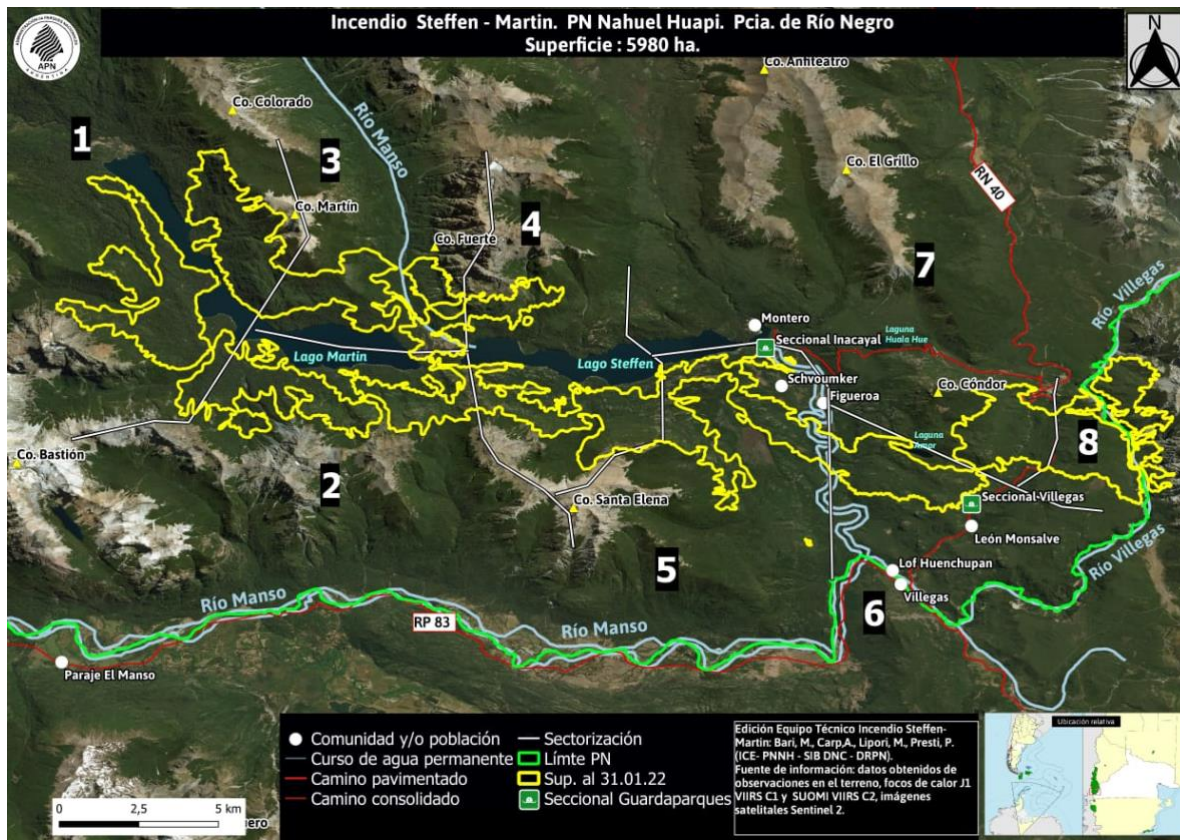 Incendio Steffen - Martin. PN Nahuel Huapi. Pcia. de Río Negro
Superficie : 5980 ha.
APN
ARGENTINA
N
Co. Anfiteatro
Co. Colorado
Río Manso
1
3
Co. El Grillo
RN 40
Co. Martín
4
Co. Fuerte
7
Río Villegas
Montero
Seccional Inacayal
Laguna
Huala Hue
Lago Martin
Lago Steffen
Schvoumker
Co. Cóndor
Figueroa
Laguna
8
Co. Bastión
2
Co. Santa Elena
Seccional Villegas
León Monsalve
5
Lof Huenchupan
Río Villegas
Villegas
Río Manso
6
RP 83
Río Manso
Paraje El Manso
Comunidad y/o población
Curso de agua permanente
Camino pavimentado
Camino consolidado
Sectorización
Límte PN
Sup. al 31.01.22
Seccional Guardaparques
Edición Equipo Técnico Incendio Steffen-
Martin: Bari, M., Carp,A., Lipori, M., Presti, P.
(ICE- PNNH - SIB DNC - DRPN).
Fuente de información: datos obtenidos de
observaciones en el terreno, focos de calor J1
VIIRS C1 y SUOMI VIIRS C2, imágenes
satelitales Sentinel 2.
Ubicación relativa
0 2,5 5 km